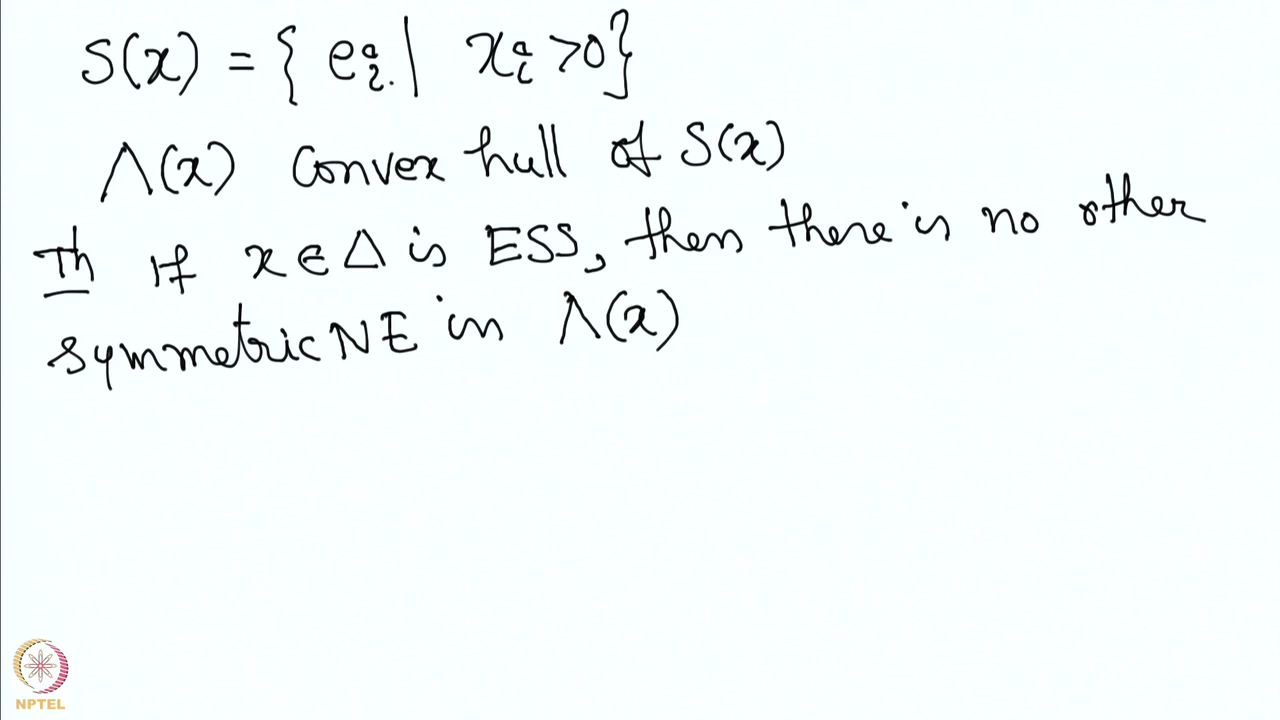 S(x) = { e_i | x_i > 0 }
Λ(x) convex hull of S(x)
Th If x ∈ Δ is ESS, then there is no other
symmetric NE in Λ(x)
NPTEL